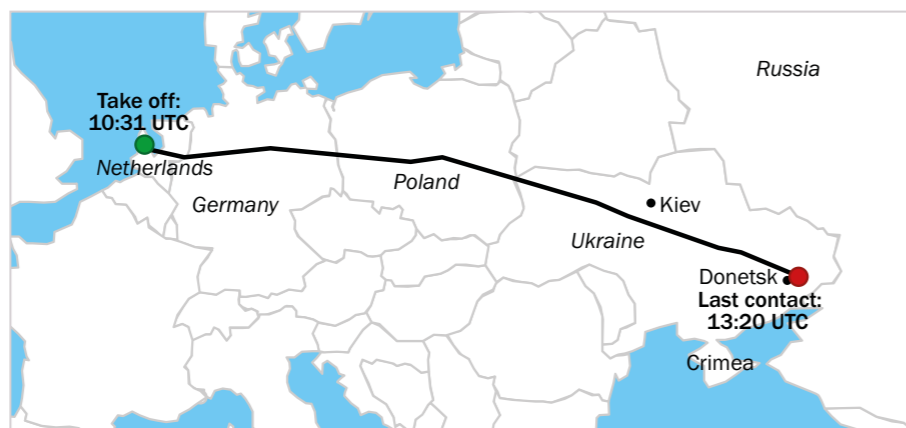 Russia
Take off:
10:31 UTC
Netherlands
Poland
Germany
Kiev
Ukraine
Donetsk
Last contact:
13:20 UTC
Crimea